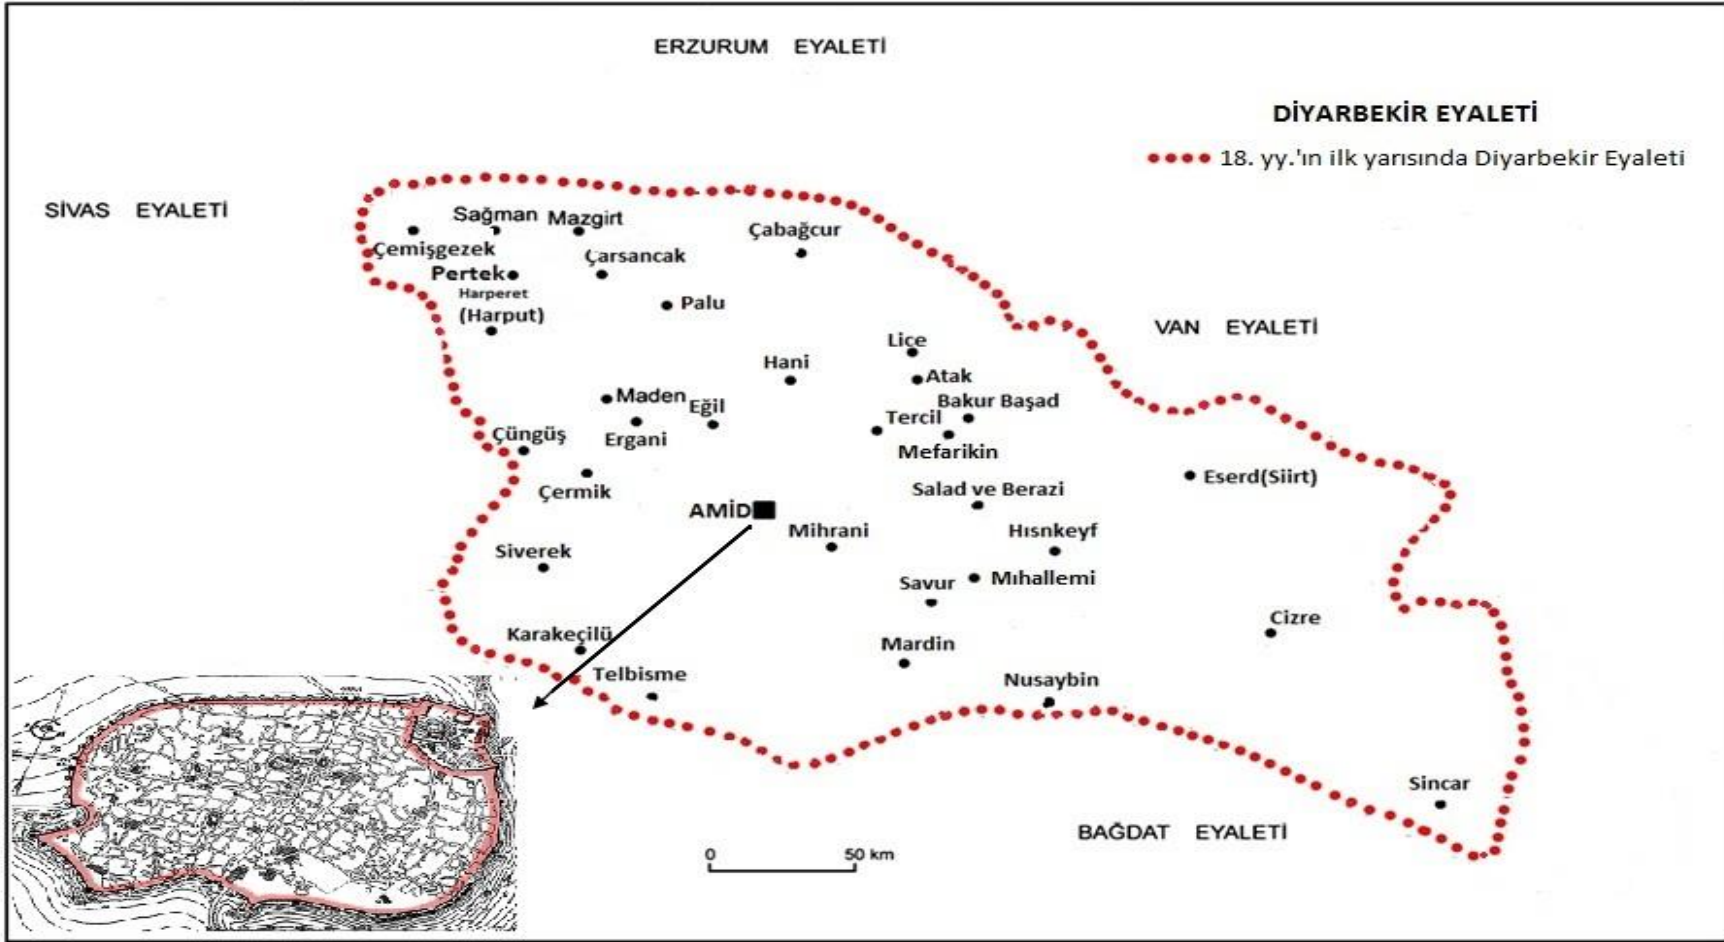 ERZURUM EYALETİ
DİYARBEKİR EYALETİ
18. yy.'ın ilk yarısında Diyarbekir Eyaleti
SİVAS EYALETİ
Sağman
Mazgirt
Çabağcur
Çemişgezek
Çarsancak
Pertek
Harperet
(Harput)
Palu
VAN EYALETİ
Lice
Hani
Atak
Maden
Eğil
Bakur Başad
Tercil
Çüngüş
Ergani
Mefarikin
Eserd(Siirt)
Çermik
Salad ve Berazi
AMİD
Mihrani
Hısnkeyf
Siverek
Savur
Mıhallemi
Cizre
Karakeçilü
Mardin
Telbisme
Nusaybin
Sincar
BAĞDAT EYALETİ
0 50 km